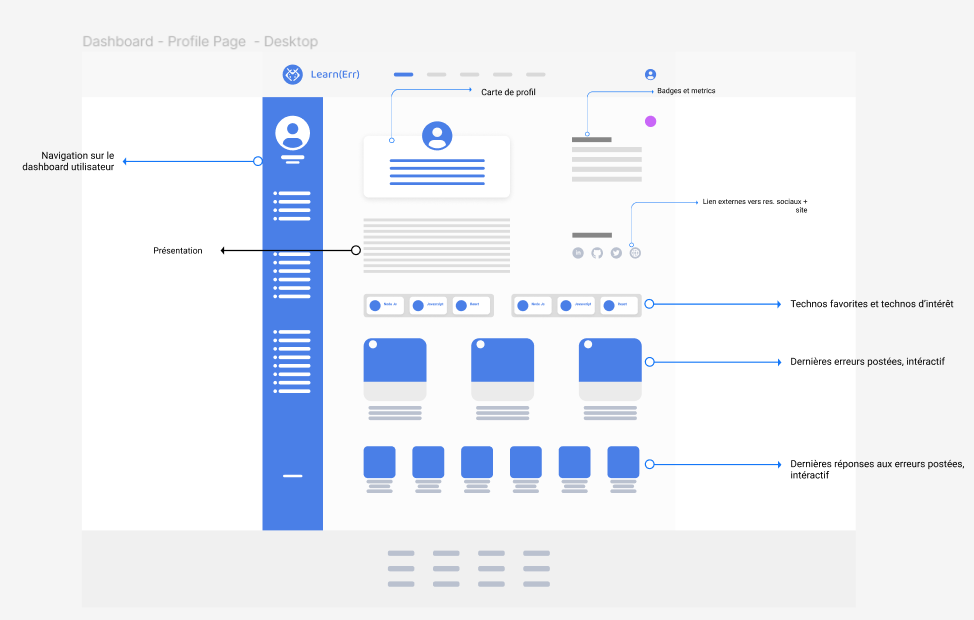 Dashboard - Profile Page - Desktop
Learn(Err)
Carte de profil
Badges et metrics
Navigation sur le
dashboard utilisateur
Lien externes vers res. sociaux +
site
Présentation
Node Js
Javascript
React
Node Js
Javascript
React
Technos favorites et technos d'intérêt
Dernières erreurs postées, intéractif
Dernières réponses aux erreurs postées,
intéractif